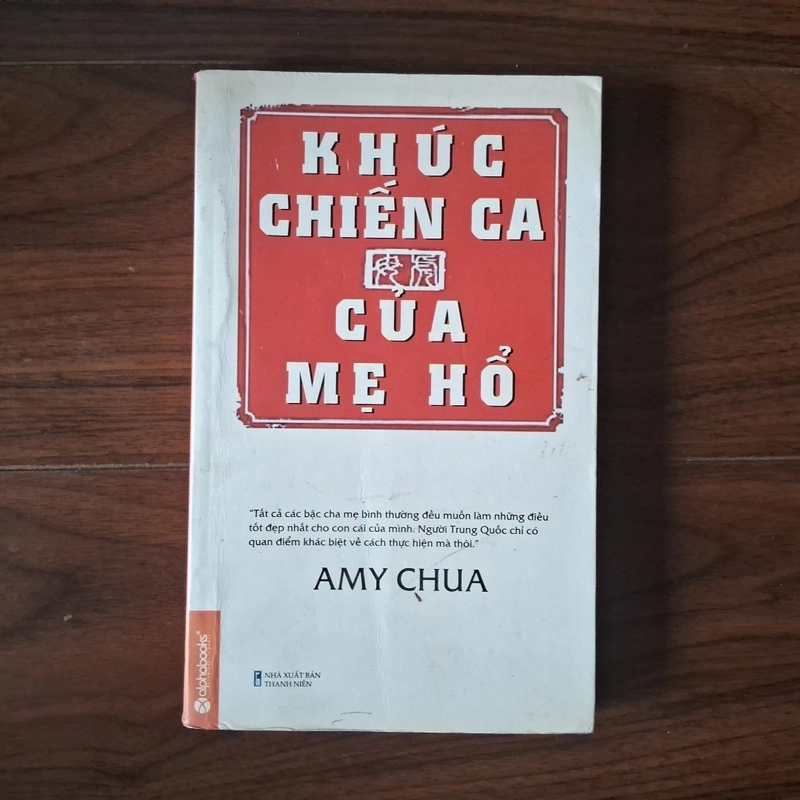 KHÚC
CHIẾN CA
CỦA
MẸ HỔ
"Tất cả các bậc cha mẹ bình thường đều muốn làm những điều
tốt đẹp nhất cho con cái của mình. Người Trung Quốc chỉ có
quan điểm khác biệt về cách thực hiện mà thôi."
AMY CHUA
alphabooks®
NHÀ XUẤT BẢN
THANH NIÊN